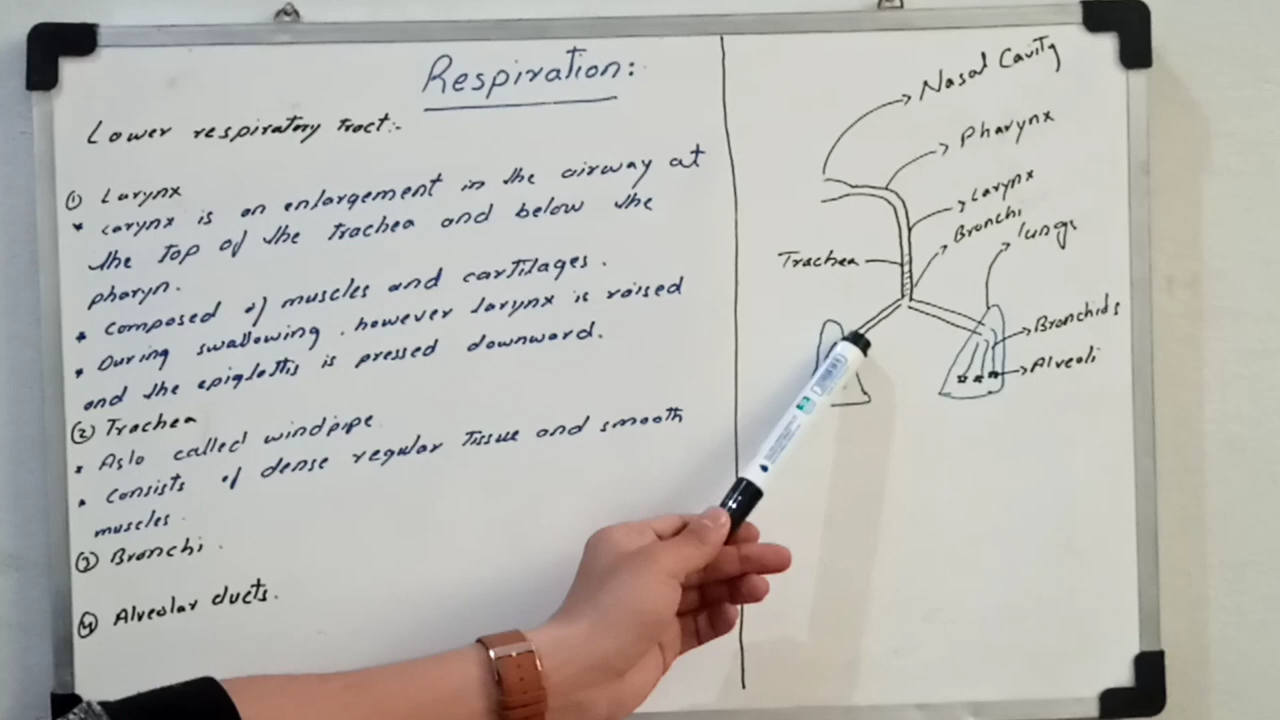 Respiration:
Lower respiratory tract:-
① Larynx
* Larynx is an enlargement in the airway at
the top of the trachea and below the
pharyn.
* Composed of muscles and cartilages.
* During swallowing, however larynx is raised
and the epiglottis is pressed downward.
② Trachea
* Aslo called windpipe
* Consists of dense regular tissue and smooth
muscles.
③ Bronchi.
④ Alveolar ducts.
Nasal Cavity
Pharynx
Larynx
Bronchi
lungs
Trachea
Bronchids
Alveoli